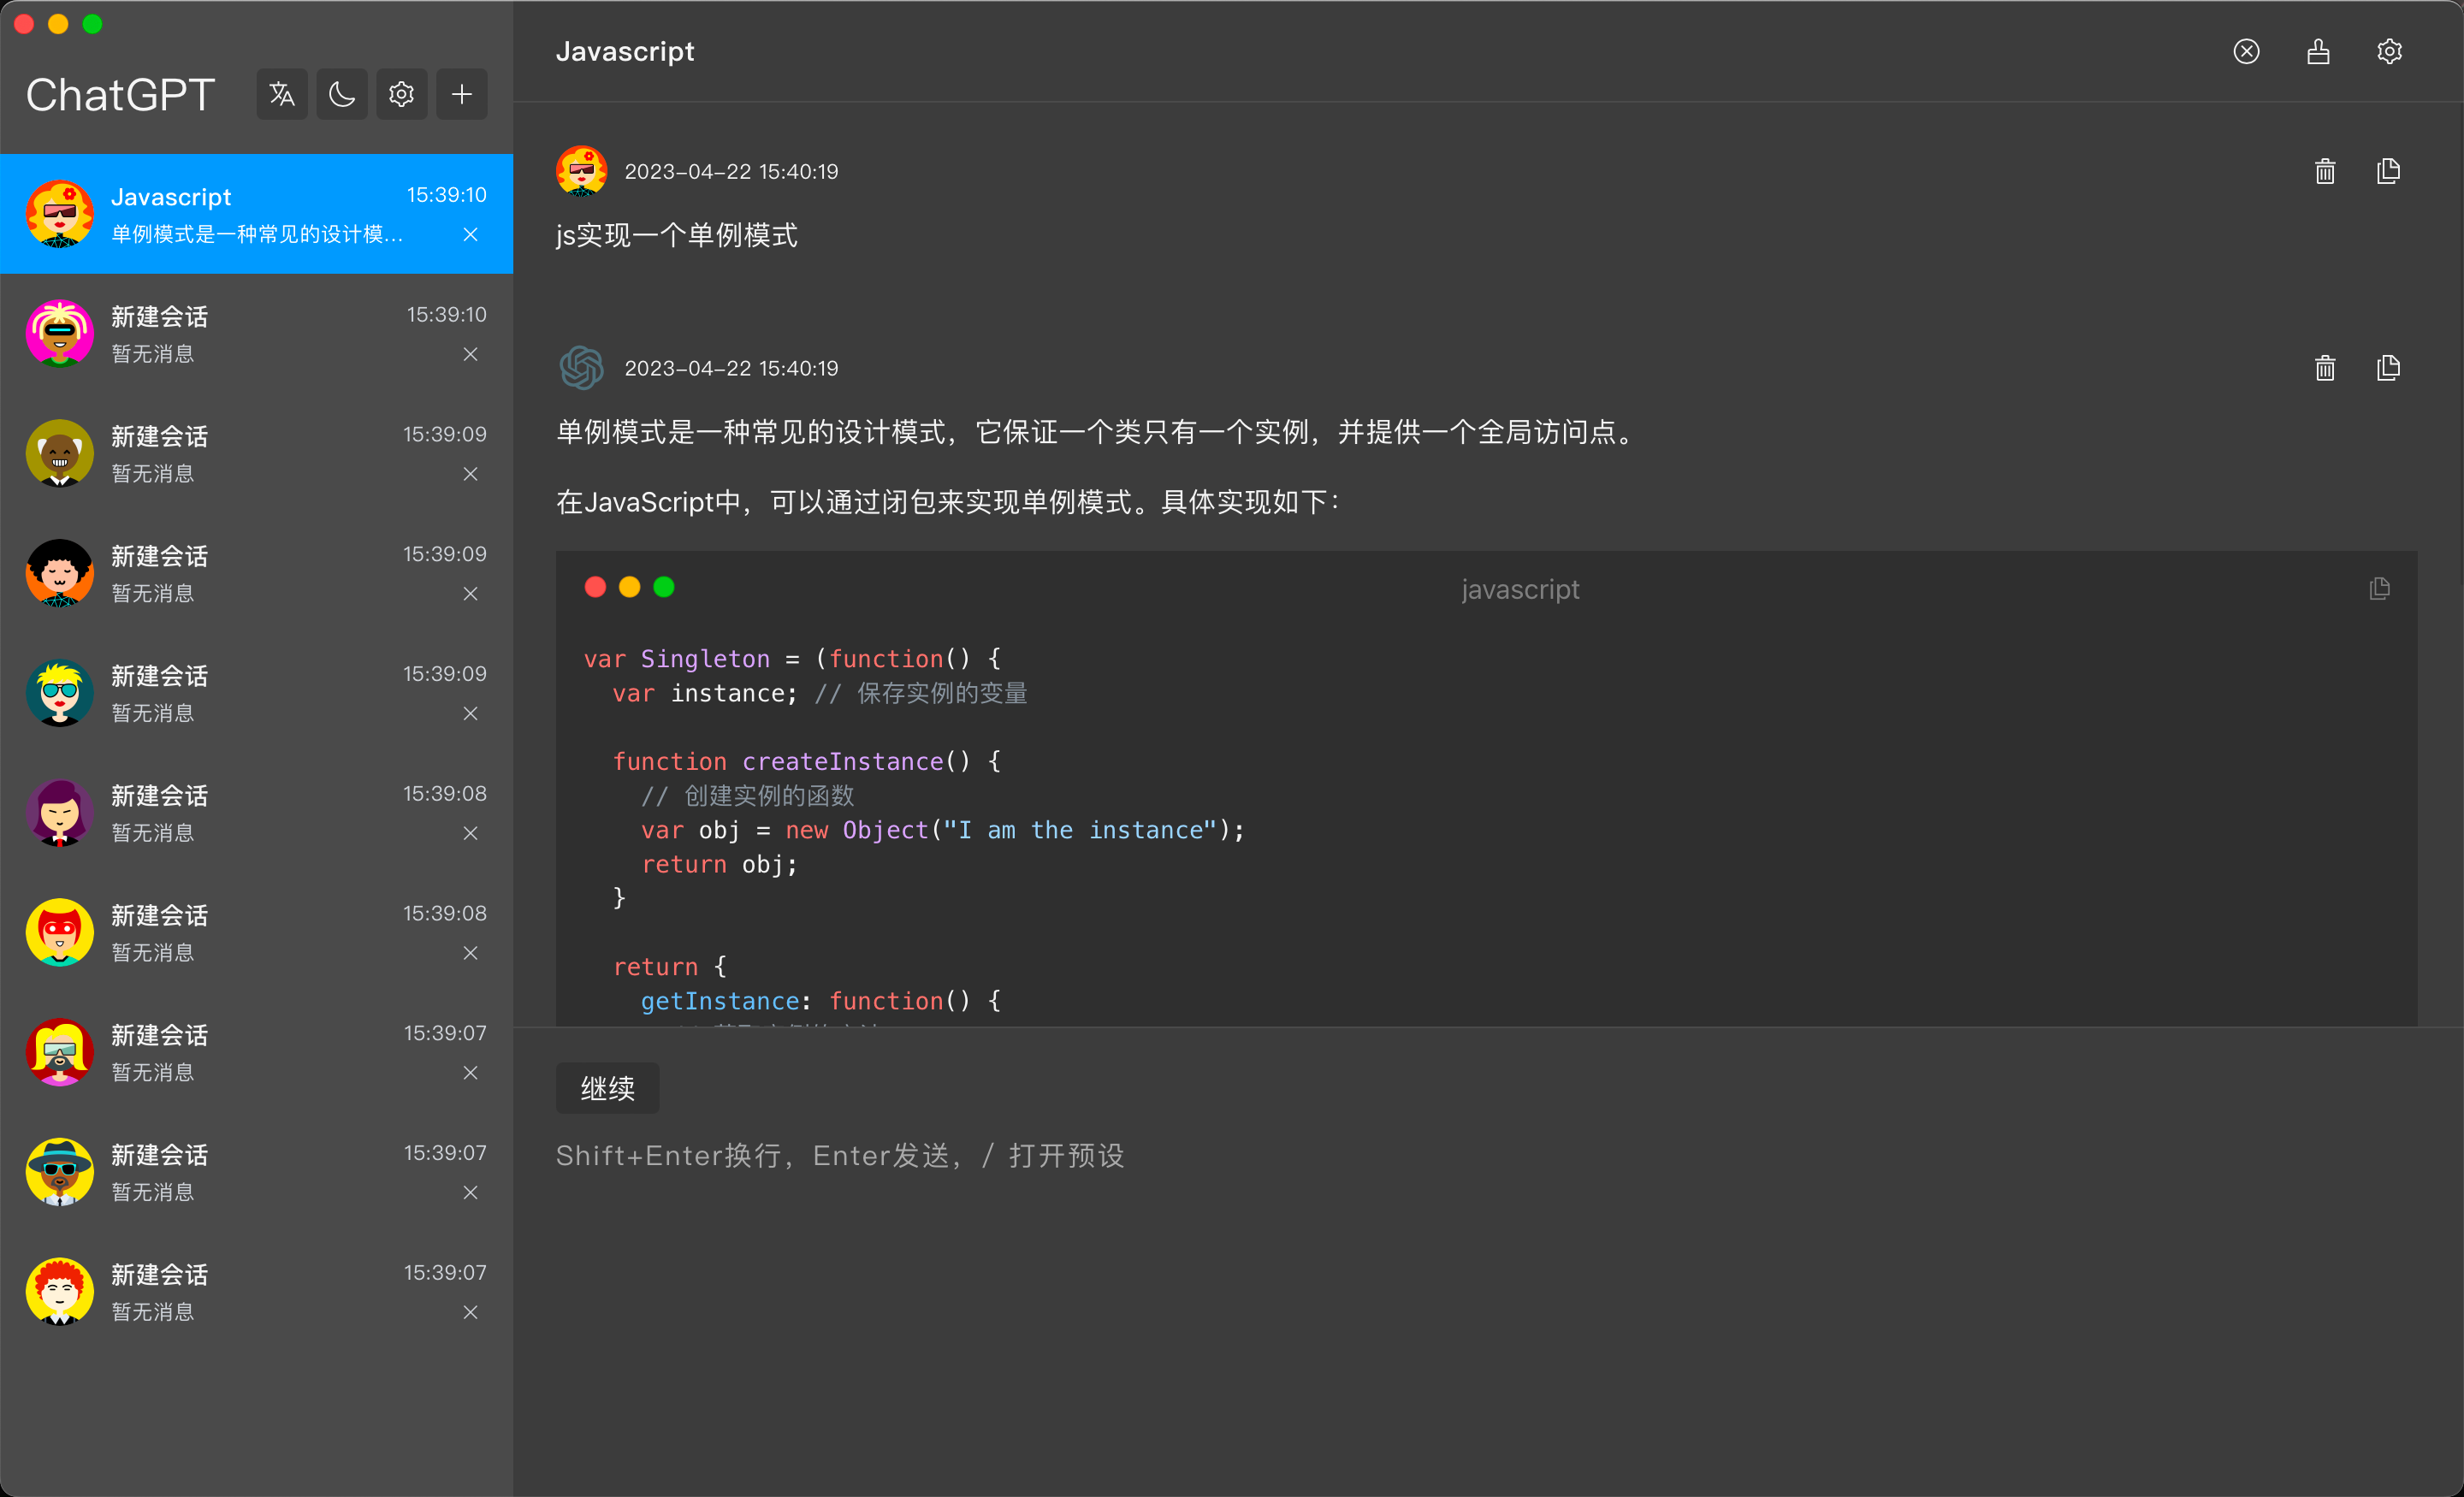 ChatGPT
Javascript
15:39:10
单例模式是一种常见的设计模...
新建会话
15:39:10
暂无消息
新建会话
15:39:09
暂无消息
新建会话
15:39:09
暂无消息
新建会话
15:39:09
暂无消息
新建会话
15:39:08
暂无消息
新建会话
15:39:08
暂无消息
新建会话
15:39:07
暂无消息
新建会话
15:39:07
暂无消息
新建会话
15:39:07
暂无消息
Javascript
2023-04-22 15:40:19
js实现一个单例模式
2023-04-22 15:40:19
单例模式是一种常见的设计模式，它保证一个类只有一个实例，并提供一个全局访问点。
在JavaScript中，可以通过闭包来实现单例模式。具体实现如下：
javascript
var Singleton = (function() {
  var instance; // 保存实例的变量
  function createInstance() {
    // 创建实例的函数
    var obj = new Object("I am the instance");
    return obj;
  }
  return {
    getInstance: function() {
继续
Shift+Enter换行，Enter发送，/ 打开预设